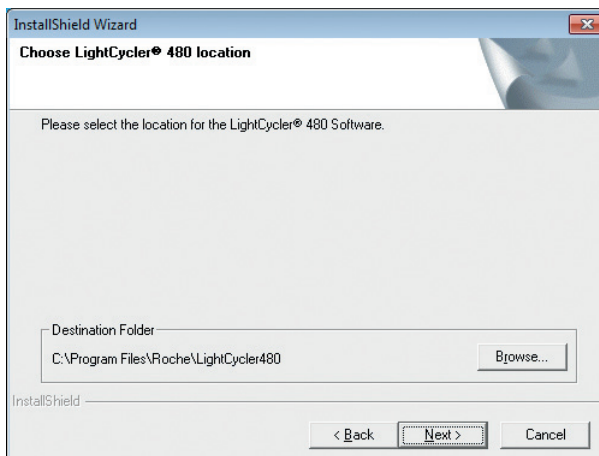 InstallShield Wizard
Choose LightCycler® 480 location
Please select the location for the LightCycler® 480 Software.
Destination Folder
C:\Program Files\Roche\LightCycler480
Browse...
InstallShield
< Back Next > Cancel